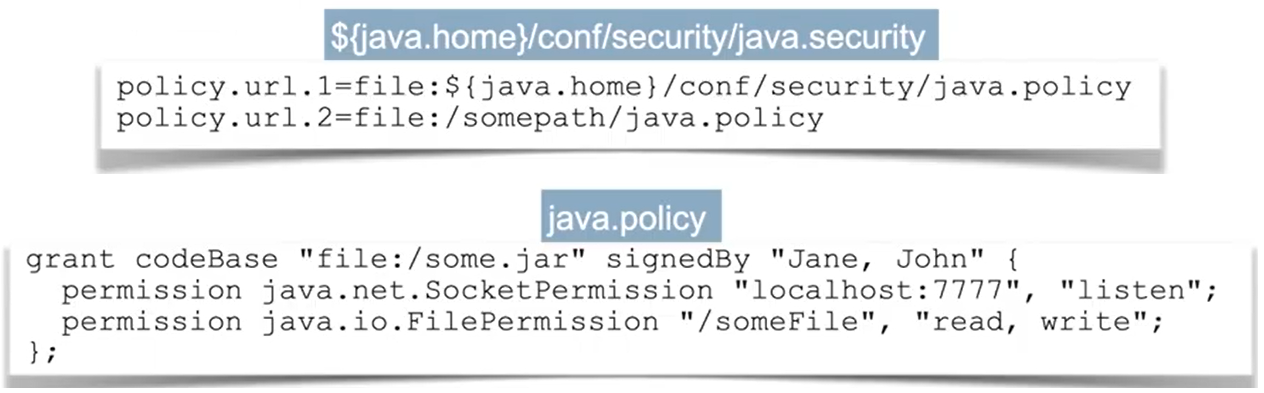 ${java.home}/conf/security/java.security
policy.url.1=file:${java.home}/conf/security/java.policy
policy.url.2=file:/somepath/java.policy
java.policy
grant codeBase "file:/some.jar" signedBy "Jane, John" {
  permission java.net.SocketPermission "localhost:7777", "listen";
  permission java.io.FilePermission "/someFile", "read, write";
};